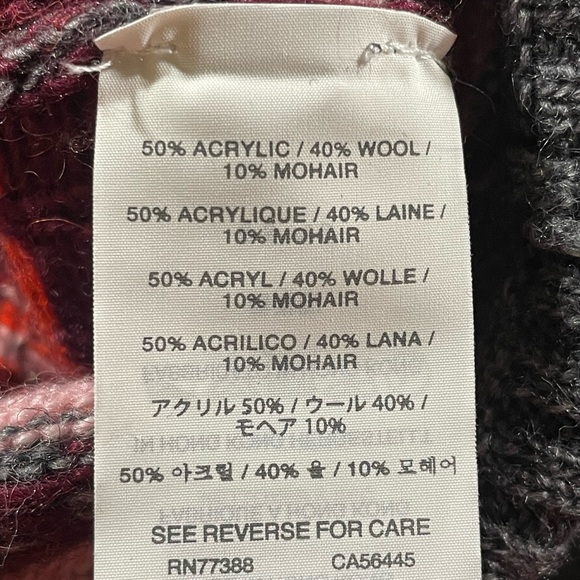 50% ACRYLIC / 40% WOOL /
10% MOHAIR
50% ACRYLIQUE / 40% LAINE /
10% MOHAIR
50% ACRYL / 40% WOLLE /
10% MOHAIR
50% ACRILICO / 40% LANA /
10% MOHAIR
アクリル 50% / ウール 40% /
モヘア 10%
50% 아크릴 / 40% 울 / 10% 모헤어
SEE REVERSE FOR CARE
RN77388 CA56445